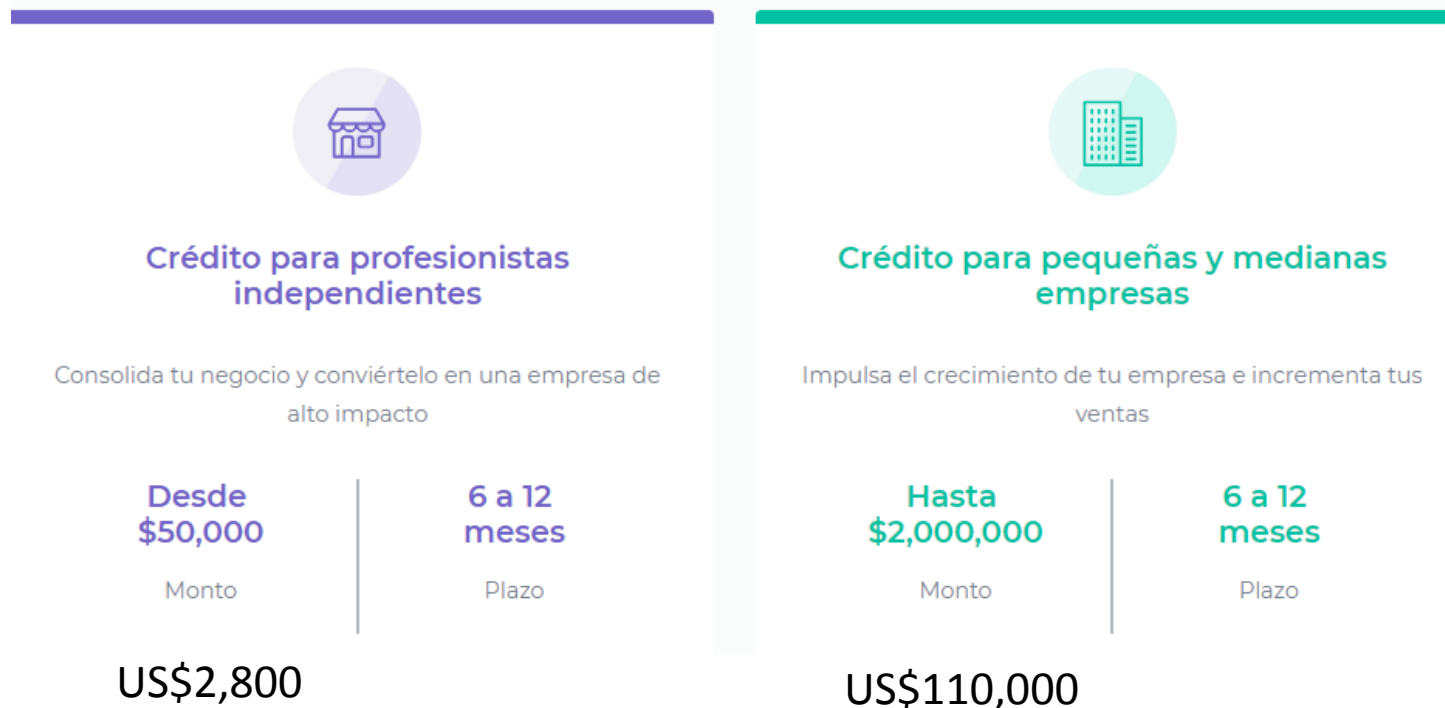 Crédito para profesionistas
independientes
Consolida tu negocio y conviértelo en una empresa de
alto impacto
Desde
$50,000
Monto
6 a 12
meses
Plazo
US$2,800
Crédito para pequeñas y medianas
empresas
Impulsa el crecimiento de tu empresa e incrementa tus
ventas
Hasta
$2,000,000
Monto
6 a 12
meses
Plazo
US$110,000